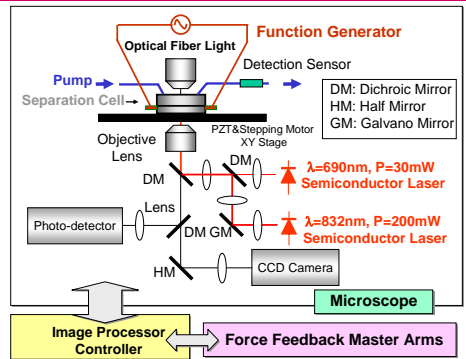 Function Generator
Optical Fiber Light
Detection Sensor
Pump
Separation Cell
DM: Dichroic Mirror
HM: Half Mirror
GM: Galvano Mirror
Objective
Lens
PZT&Stepping Motor
XY Stage
DM
DM
λ=690nm, P=30mW
Semiconductor Laser
Lens
Photo-detector
DM GM
λ=832nm, P=200mW
Semiconductor Laser
HM
CCD Camera
Microscope
Image Processor
Controller
Force Feedback Master Arms